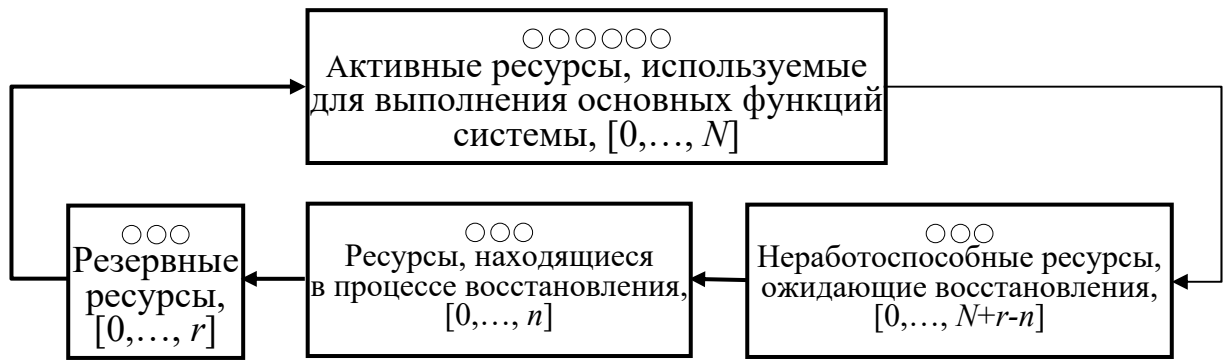 Активные ресурсы, используемые
для выполнения основных функций
системы, [0,…, N]
Резервные
ресурсы,
[0,…, r]
Ресурсы, находящиеся
в процессе восстановления,
[0,…, n]
Неработоспособные ресурсы,
ожидающие восстановления,
[0,…, N+r-n]